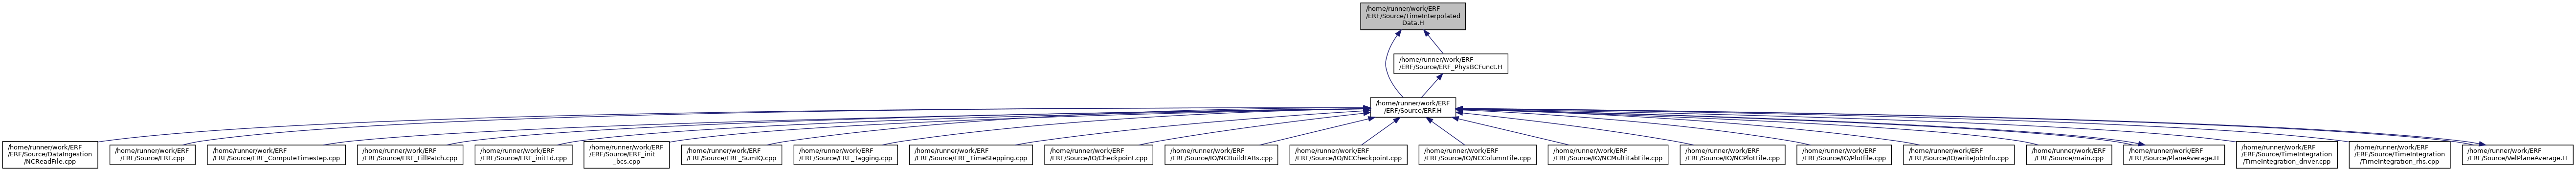 /home/runner/work/ERF
/ERF/Source/TimeInterpolated
Data.H
/home/runner/work/ERF
/ERF/Source/ERF_PhysBCFunct.H
/home/runner/work/ERF
/ERF/Source/ERF.H
/home/runner/work/ERF
/ERF/Source/DataIngestion
/NCReadFile.cpp
/home/runner/work/ERF
/ERF/Source/ERF.cpp
/home/runner/work/ERF
/ERF/Source/ERF_ComputeTimestep.cpp
/home/runner/work/ERF
/ERF/Source/ERF_FillPatch.cpp
/home/runner/work/ERF
/ERF/Source/ERF_init1d.cpp
/home/runner/work/ERF
/ERF/Source/ERF_init
_bcs.cpp
/home/runner/work/ERF
/ERF/Source/ERF_SumIQ.cpp
/home/runner/work/ERF
/ERF/Source/ERF_Tagging.cpp
/home/runner/work/ERF
/ERF/Source/ERF_TimeStepping.cpp
/home/runner/work/ERF
/ERF/Source/IO/Checkpoint.cpp
/home/runner/work/ERF
/ERF/Source/IO/NCBuildFABs.cpp
/home/runner/work/ERF
/ERF/Source/IO/NCCheckpoint.cpp
/home/runner/work/ERF
/ERF/Source/IO/NCColumnFile.cpp
/home/runner/work/ERF
/ERF/Source/IO/NCMultiFabFile.cpp
/home/runner/work/ERF
/ERF/Source/IO/NCPlotFile.cpp
/home/runner/work/ERF
/ERF/Source/IO/Plotfile.cpp
/home/runner/work/ERF
/ERF/Source/IO/writeJobInfo.cpp
/home/runner/work/ERF
/ERF/Source/main.cpp
/home/runner/work/ERF
/ERF/Source/PlaneAverage.H
/home/runner/work/ERF
/ERF/Source/TimeIntegration
/TimeIntegration_driver.cpp
/home/runner/work/ERF
/ERF/Source/TimeIntegration
/TimeIntegration_rhs.cpp
/home/runner/work/ERF
/ERF/Source/VelPlaneAverage.H